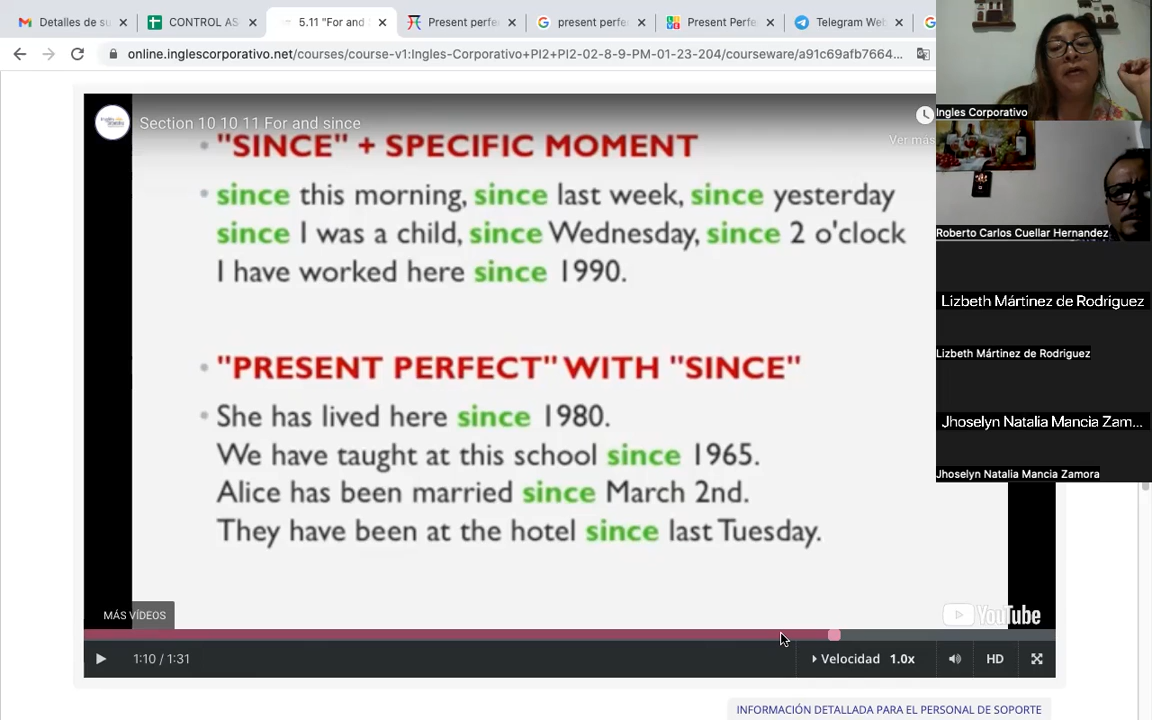 Detalles de su
CONTROL AS
5.11 "For and
Present perfe
present perfe
Present Perfe
Telegram Web
online.inglescorporativo.net/courses/course-v1:Ingles-Corporativo+PI2+PI2-02-8-9-PM-01-23-204/courseware/a91c69afb7664...
Section 10 10 11 For and since
Ver más
"SINCE" + SPECIFIC MOMENT
since this morning, since last week, since yesterday
since I was a child, since Wednesday, since 2 o'clock
I have worked here since 1990.
"PRESENT PERFECT" WITH "SINCE"
She has lived here since 1980.
We have taught at this school since 1965.
Alice has been married since March 2nd.
They have been at the hotel since last Tuesday.
MÁS VÍDEOS
YouTube
1:10 / 1:31
Velocidad 1.0x
HD
INFORMACIÓN DETALLADA PARA EL PERSONAL DE SOPORTE
Ingles Corporativo
Roberto Carlos Cuellar Hernandez
Lizbeth Mártinez de Rodriguez
Lizbeth Mártinez de Rodriguez
Jhoselyn Natalia Mancia Zam...
Jhoselyn Natalia Mancia Zamora